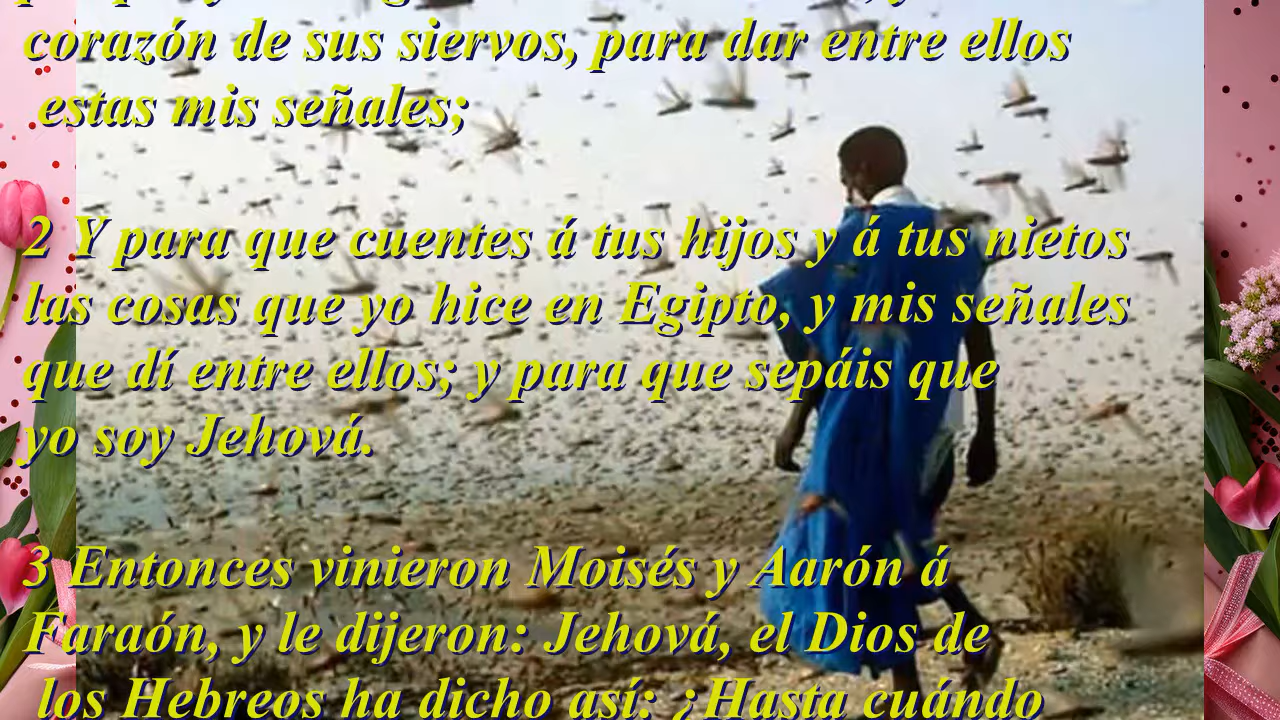 corazón de sus siervos, para dar entre ellos
estas mis señales;
2 Y para que cuentes á tus hijos y á tus nietos
las cosas que yo hice en Egipto, y mis señales
que dí entre ellos; y para que sepáis que
yo soy Jehová.
3 Entonces vinieron Moisés y Aarón á
Faraón, y le dijeron: Jehová, el Dios de
los Hebreos ha dicho así: ¿Hasta cuándo